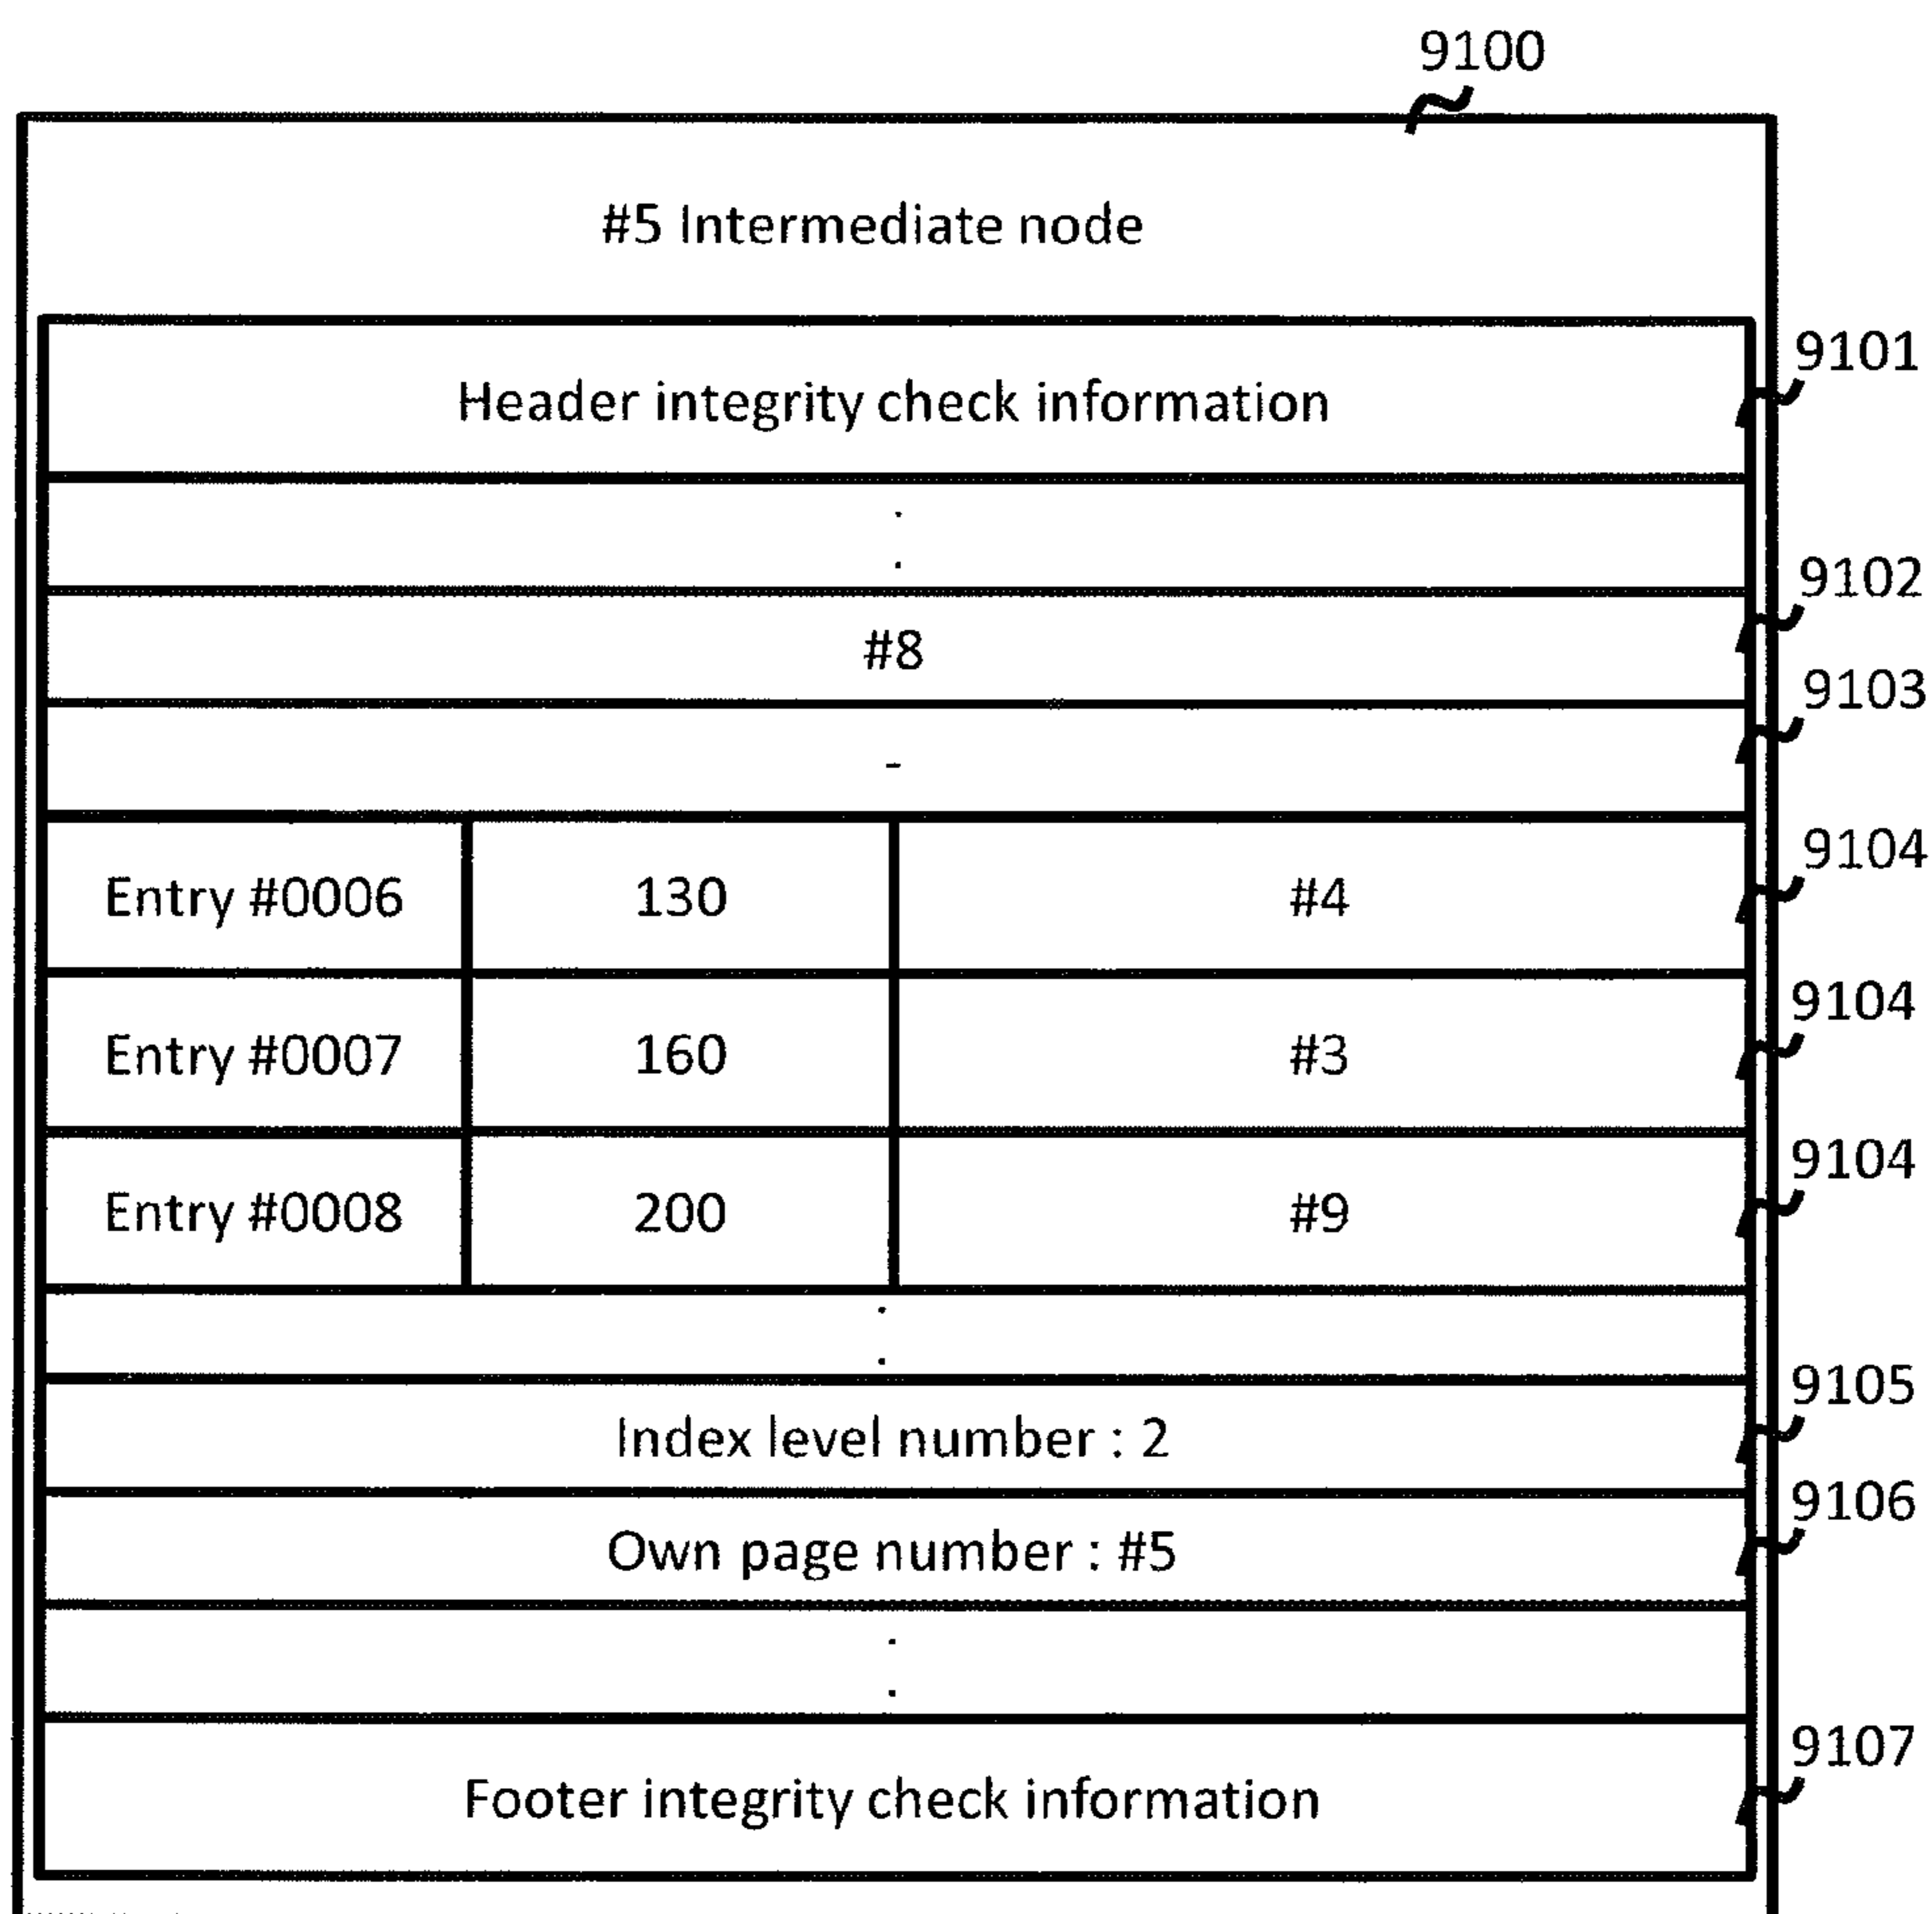 9100
#5 Intermediate node
Header integrity check information
9101
:
#8
9102
-
9103
Entry #0006 130 #4
9104
Entry #0007 160 #3
9104
Entry #0008 200 #9
9104
:
Index level number : 2
9105
Own page number : #5
9106
:
Footer integrity check information
9107